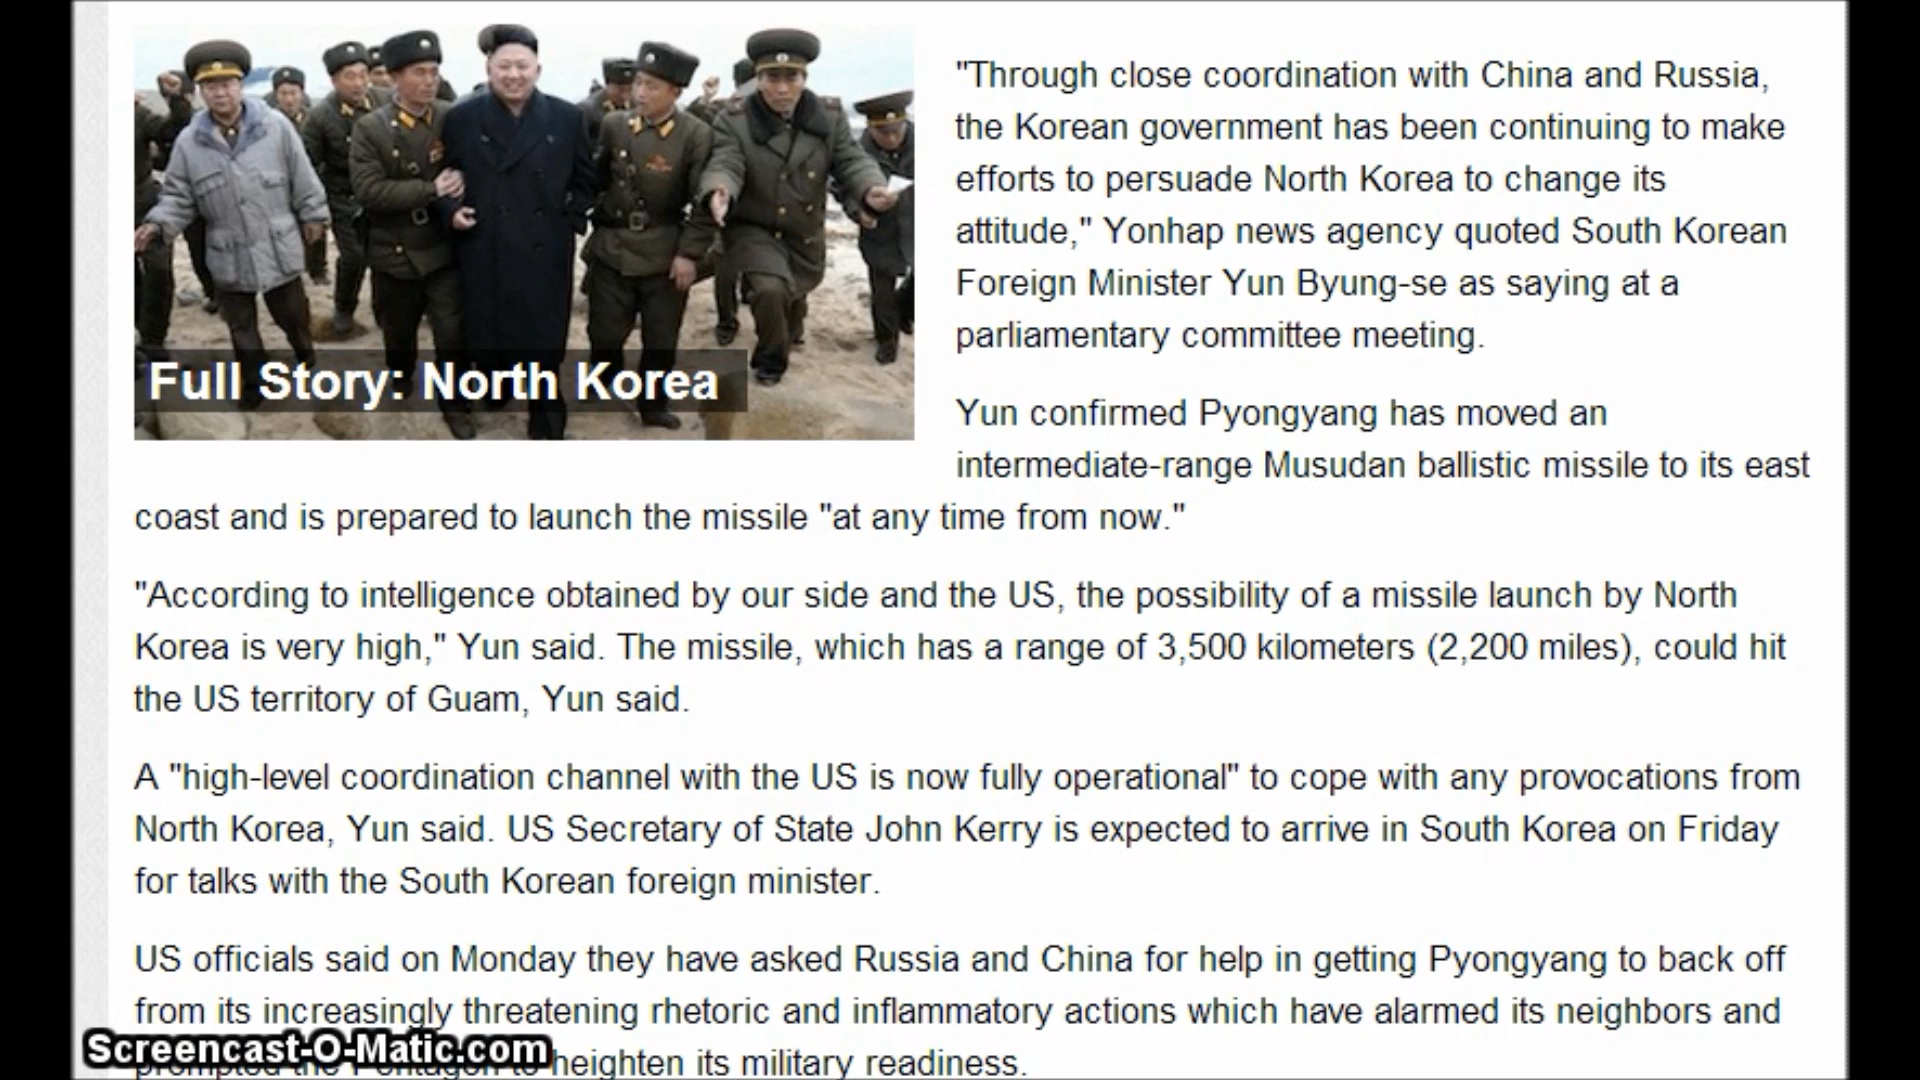 "Through close coordination with China and Russia,
the Korean government has been continuing to make
efforts to persuade North Korea to change its
attitude," Yonhap news agency quoted South Korean
Foreign Minister Yun Byung-se as saying at a
parliamentary committee meeting.
Full Story: North Korea
Yun confirmed Pyongyang has moved an
intermediate-range Musudan ballistic missile to its east
coast and is prepared to launch the missile "at any time from now."
"According to intelligence obtained by our side and the US, the possibility of a missile launch by North
Korea is very high," Yun said. The missile, which has a range of 3,500 kilometers (2,200 miles), could hit
the US territory of Guam, Yun said.
A "high-level coordination channel with the US is now fully operational" to cope with any provocations from
North Korea, Yun said. US Secretary of State John Kerry is expected to arrive in South Korea on Friday
for talks with the South Korean foreign minister.
US officials said on Monday they have asked Russia and China for help in getting Pyongyang to back off
from its increasingly threatening rhetoric and inflammatory actions which have alarmed its neighbors and
prompted the Pentagon to heighten its military readiness.
Screencast-O-Matic.com